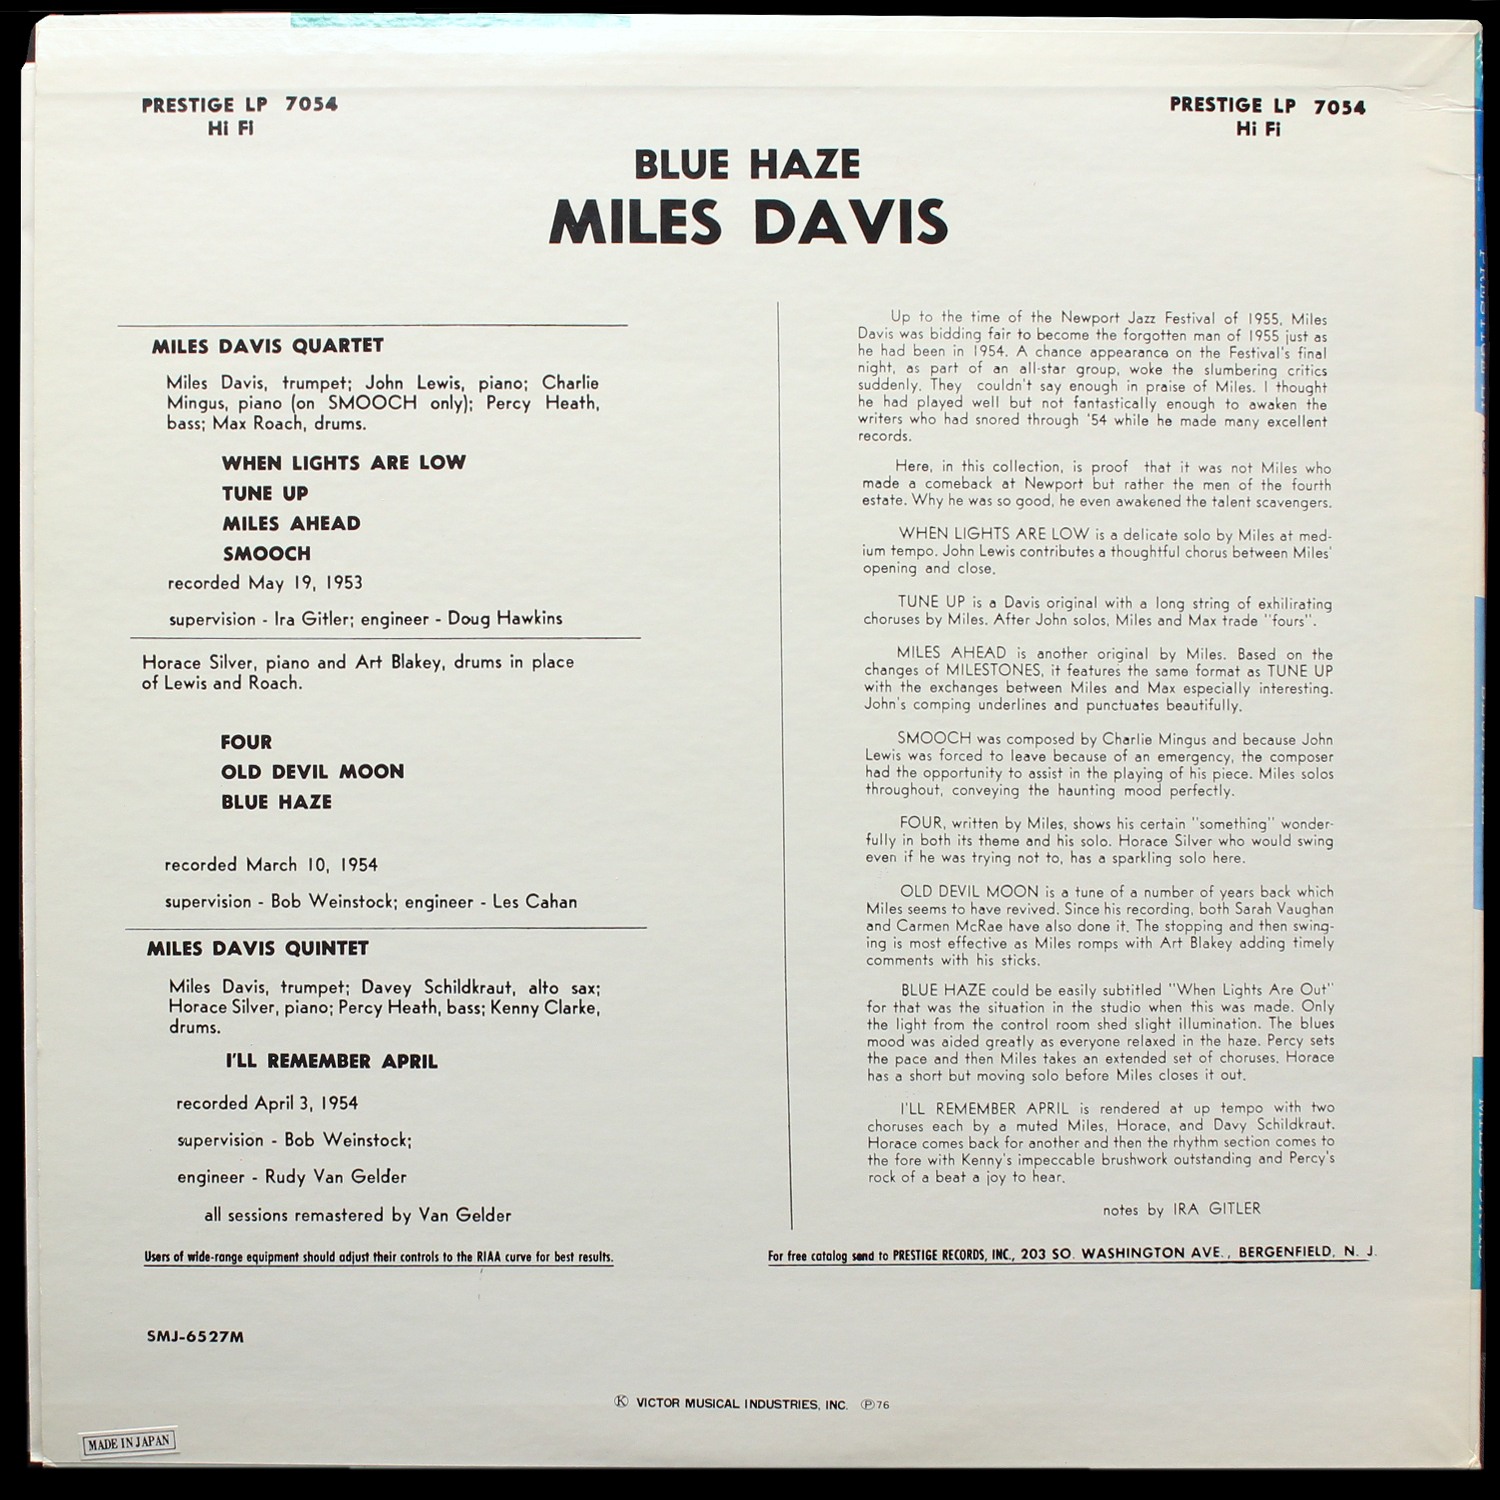 PRESTIGE LP 7054
Hi Fi
PRESTIGE LP 7054
Hi Fi
BLUE HAZE
MILES DAVIS
MILES DAVIS QUARTET
Miles Davis, trumpet; John Lewis, piano; Charlie
Mingus, piano (on SMOOCH only); Percy Heath,
bass; Max Roach, drums.
WHEN LIGHTS ARE LOW
TUNE UP
MILES AHEAD
SMOOCH
recorded May 19, 1953
supervision - Ira Gitler; engineer - Doug Hawkins
Horace Silver, piano and Art Blakey, drums in place
of Lewis and Roach.
FOUR
OLD DEVIL MOON
BLUE HAZE
recorded March 10, 1954
supervision - Bob Weinstock; engineer - Les Cahan
MILES DAVIS QUINTET
Miles Davis, trumpet; Davey Schildkraut, alto sax;
Horace Silver, piano; Percy Heath, bass; Kenny Clarke,
drums.
I'LL REMEMBER APRIL
recorded April 3, 1954
supervision - Bob Weinstock;
engineer - Rudy Van Gelder
all sessions remastered by Van Gelder
Users of wide-range equipment should adjust their controls to the RIAA curve for best results.
Up to the time of the Newport Jazz Festival of 1955, Miles
Davis was bidding fair to become the forgotten man of 1955 just as
he had been in 1954. A chance appearance on the Festival's final
night, as part of an all-star group, woke the slumbering critics
suddenly. They couldn't say enough in praise of Miles. I thought
he had played well but not fantastically enough to awaken the
writers who had snored through '54 while he made many excellent
records.
Here, in this collection, is proof that it was not Miles who
made a comeback at Newport but rather the men of the fourth
estate. Why he was so good, he even awakened the talent scavengers.
WHEN LIGHTS ARE LOW is a delicate solo by Miles at med-
ium tempo. John Lewis contributes a thoughtful chorus between Miles'
opening and close.
TUNE UP is a Davis original with a long string of exhilirating
choruses by Miles. After John solos, Miles and Max trade "fours".
MILES AHEAD is another original by Miles. Based on the
changes of MILESTONES, it features the same format as TUNE UP
with the exchanges between Miles and Max especially interesting.
John's comping underlines and punctuates beautifully.
SMOOCH was composed by Charlie Mingus and because John
Lewis was forced to leave because of an emergency, the composer
had the opportunity to assist in the playing of his piece. Miles solos
throughout, conveying the haunting mood perfectly.
FOUR, written by Miles, shows his certain "something" wonder-
fully in both its theme and his solo. Horace Silver who would swing
even if he was trying not to, has a sparkling solo here.
OLD DEVIL MOON is a tune of a number of years back which
Miles seems to have revived. Since his recording, both Sarah Vaughan
and Carmen McRae have also done it. The stopping and then swing-
ing is most effective as Miles romps with Art Blakey adding timely
comments with his sticks.
BLUE HAZE could be easily subtitled "When Lights Are Out"
for that was the situation in the studio when this was made. Only
the light from the control room shed slight illumination. The blues
mood was aided greatly as everyone relaxed in the haze. Percy sets
the pace and then Miles takes an extended set of choruses. Horace
has a short but moving solo before Miles closes it out.
I'LL REMEMBER APRIL is rendered at up tempo with two
choruses each by a muted Miles, Horace, and Davy Schildkraut.
Horace comes back for another and then the rhythm section comes to
the fore with Kenny's impeccable brushwork outstanding and Percy's
rock of a beat a joy to hear.
notes by IRA GITLER
For free catalog send to PRESTIGE RECORDS, INC., 203 SO. WASHINGTON AVE., BERGENFIELD, N. J.
SMJ-6527M
Ⓚ VICTOR MUSICAL INDUSTRIES, INC. Ⓟ76
MADE IN JAPAN